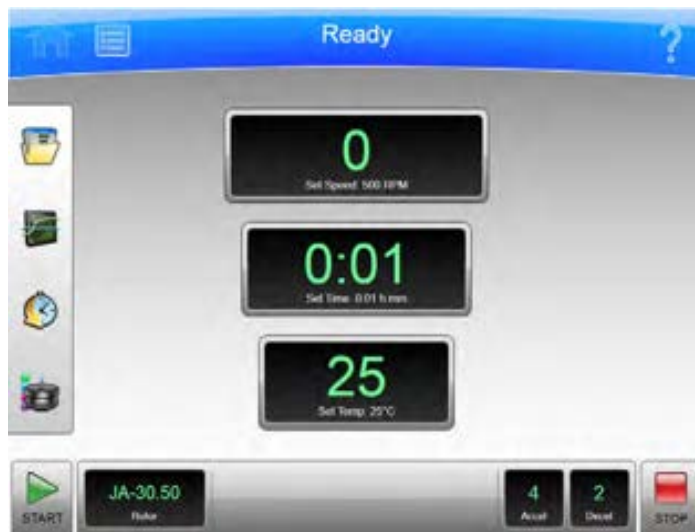 Ready
0
Set Speed: 500 RPM
0:01
Set Time: 0:01 h:mm
25
Set Temp: 25°C
START
JA-30.50
Rotor
4
Accel
2
Decel
STOP